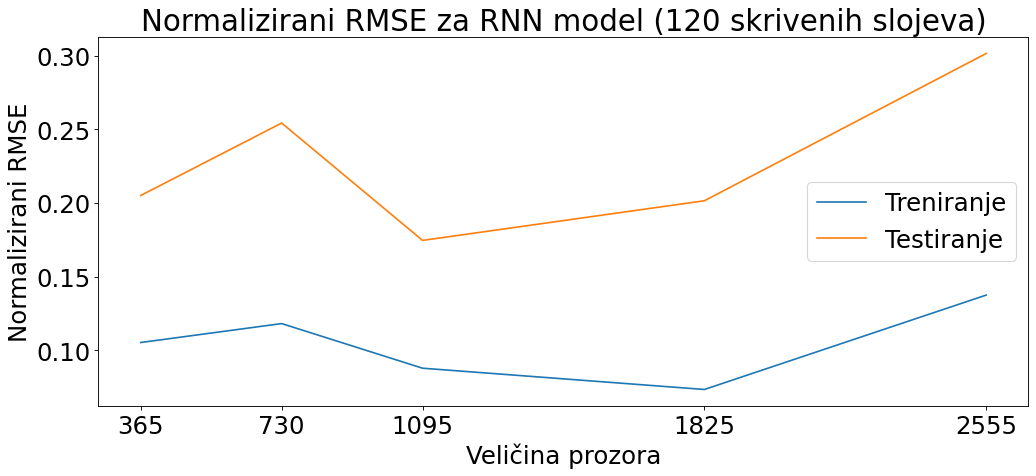 Normalizirani RMSE za RNN model (120 skrivenih slojeva)
Normalizirani RMSE
0.30
0.25
0.20
0.15
0.10
Treniranje
Testiranje
365 730 1095 1825 2555
Veličina prozora